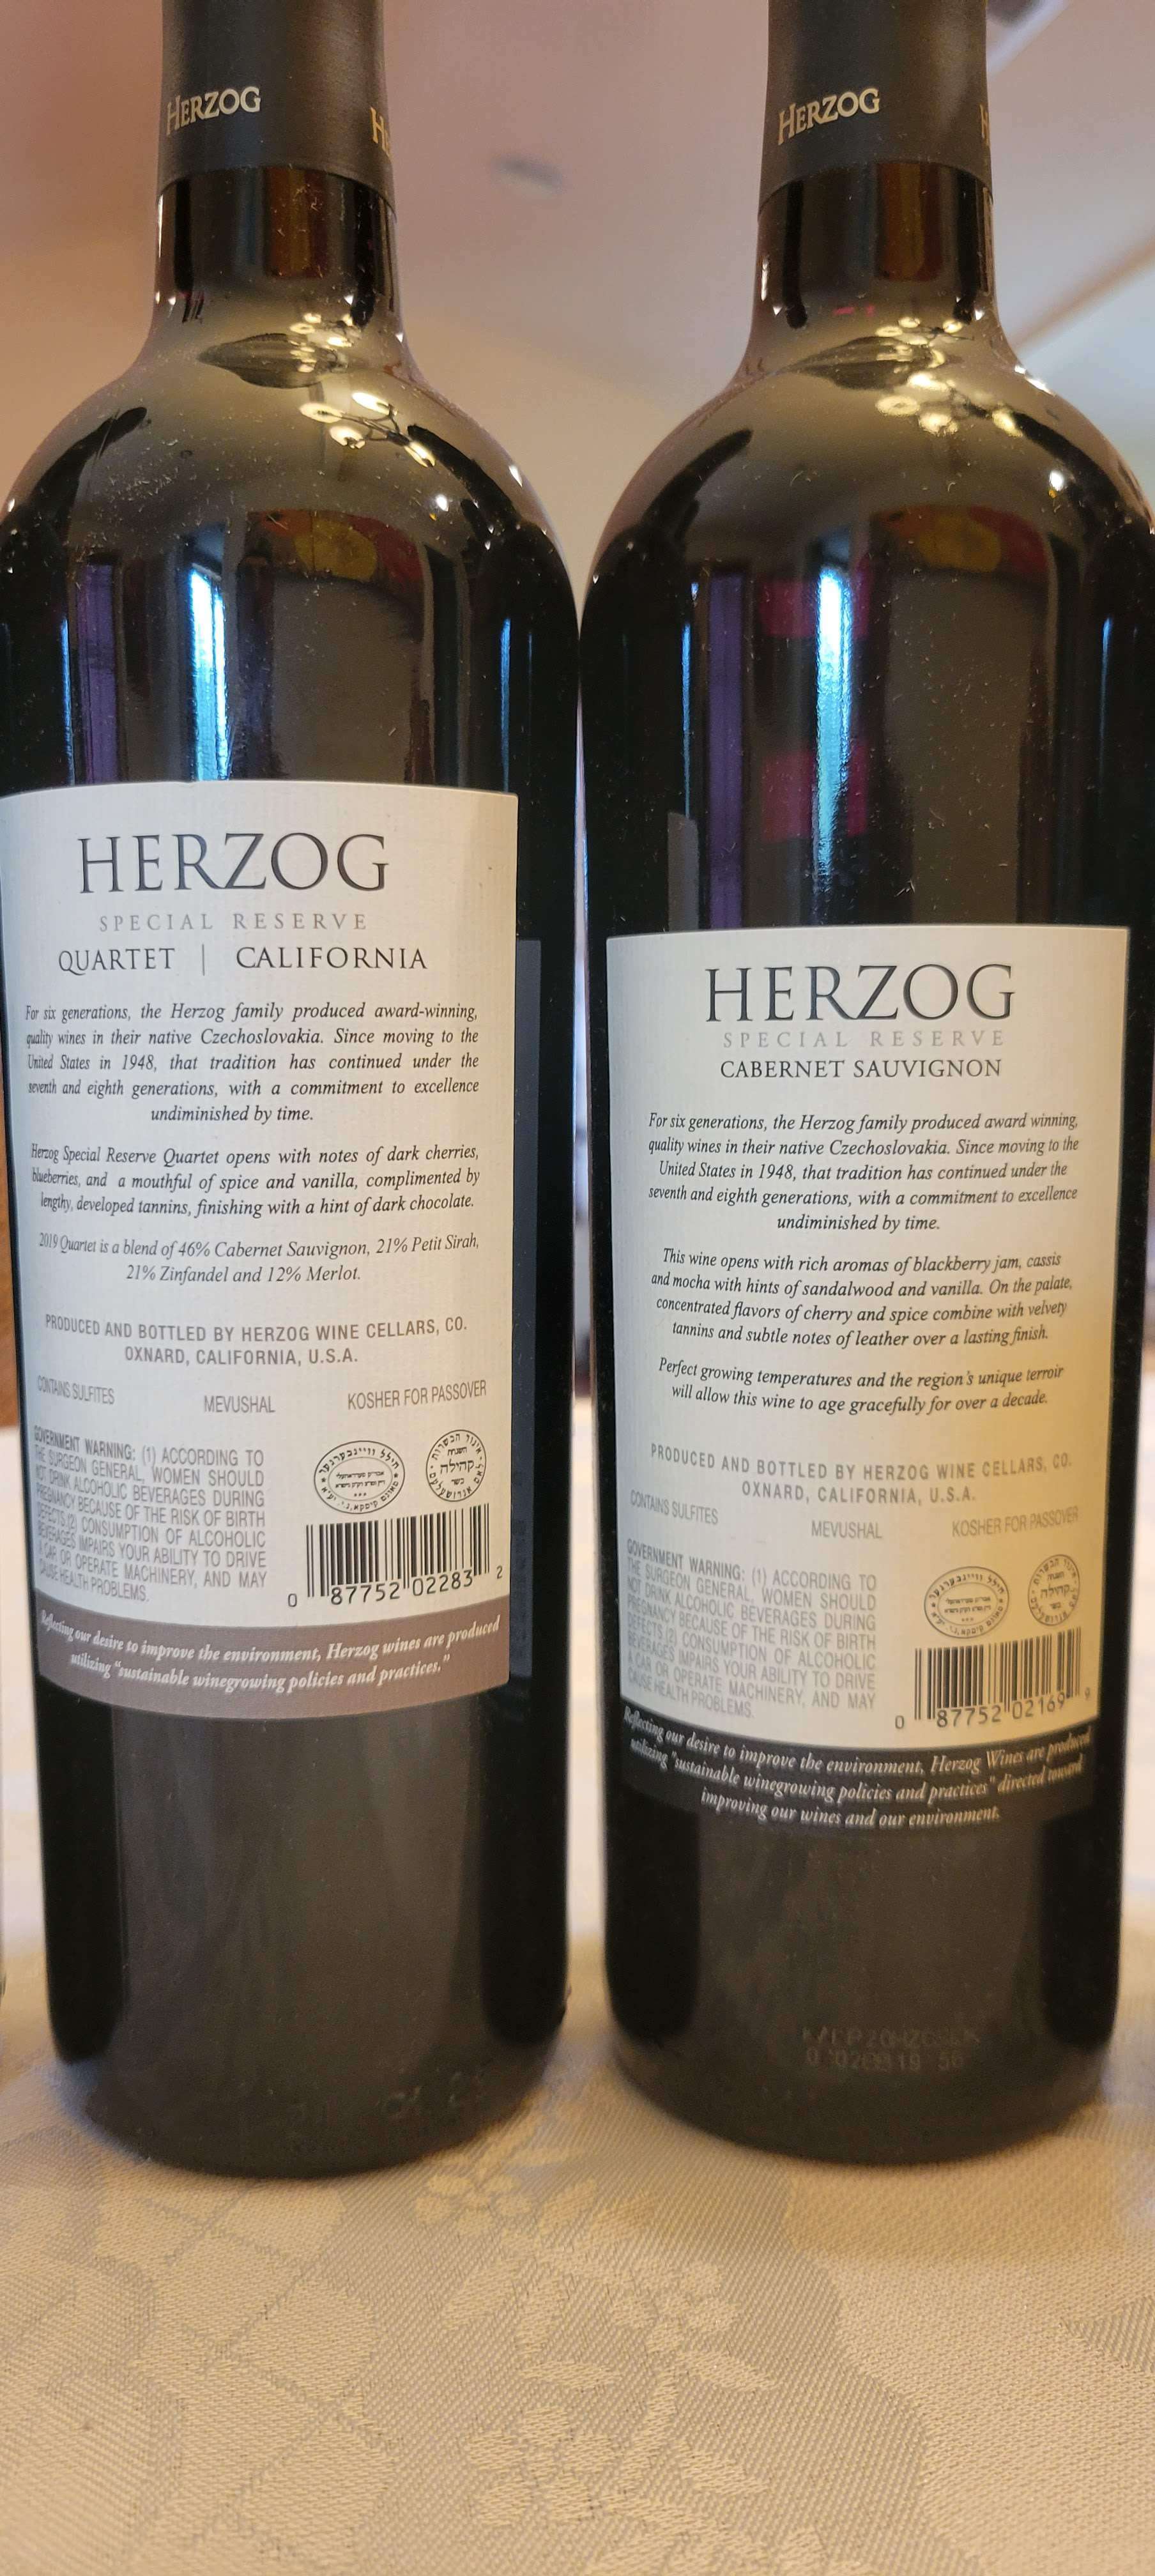 HERZOG
HERZOG
SPECIAL RESERVE
QUARTET | CALIFORNIA
For six generations, the Herzog family produced award-winning,
quality wines in their native Czechoslovakia. Since moving to the
United States in 1948, that tradition has continued under the
seventh and eighth generations, with a commitment to excellence
undiminished by time.
Herzog Special Reserve Quartet opens with notes of dark cherries,
blueberries, and a mouthful of spice and vanilla, complimented by
lengthy, developed tannins, finishing with a hint of dark chocolate.
2019 Quartet is a blend of 46% Cabernet Sauvignon, 21% Petit Sirah,
21% Zinfandel and 12% Merlot.
PRODUCED AND BOTTLED BY HERZOG WINE CELLARS, CO.
OXNARD, CALIFORNIA, U.S.A.
CONTAINS SULFITES MEVUSHAL KOSHER FOR PASSOVER
GOVERNMENT WARNING: (1) ACCORDING TO
THE SURGEON GENERAL, WOMEN SHOULD
NOT DRINK ALCOHOLIC BEVERAGES DURING
PREGNANCY BECAUSE OF THE RISK OF BIRTH
DEFECTS. (2) CONSUMPTION OF ALCOHOLIC
BEVERAGES IMPAIRS YOUR ABILITY TO DRIVE
A CAR OR OPERATE MACHINERY, AND MAY
CAUSE HEALTH PROBLEMS.
קהילה
כשר
0 87752 02283 2
Reflecting our desire to improve the environment, Herzog wines are produced
utilizing "sustainable winegrowing policies and practices."
HERZOG
HERZOG
SPECIAL RESERVE
CABERNET SAUVIGNON
For six generations, the Herzog family produced award winning,
quality wines in their native Czechoslovakia. Since moving to the
United States in 1948, that tradition has continued under the
seventh and eighth generations, with a commitment to excellence
undiminished by time.
This wine opens with rich aromas of blackberry jam, cassis
and mocha with hints of sandalwood and vanilla. On the palate,
concentrated flavors of cherry and spice combine with velvety
tannins and subtle notes of leather over a lasting finish.
Perfect growing temperatures and the region's unique terroir
will allow this wine to age gracefully for over a decade.
PRODUCED AND BOTTLED BY HERZOG WINE CELLARS, CO.
OXNARD, CALIFORNIA, U.S.A.
CONTAINS SULFITES MEVUSHAL KOSHER FOR PASSOVER
GOVERNMENT WARNING: (1) ACCORDING TO
THE SURGEON GENERAL, WOMEN SHOULD
NOT DRINK ALCOHOLIC BEVERAGES DURING
PREGNANCY BECAUSE OF THE RISK OF BIRTH
DEFECTS. (2) CONSUMPTION OF ALCOHOLIC
BEVERAGES IMPAIRS YOUR ABILITY TO DRIVE
A CAR OR OPERATE MACHINERY, AND MAY
CAUSE HEALTH PROBLEMS.
קהילה
כשר
0 87752 02169 9
Reflecting our desire to improve the environment, Herzog Wines are produced
utilizing "sustainable winegrowing policies and practices" directed toward
improving our wines and our environment.